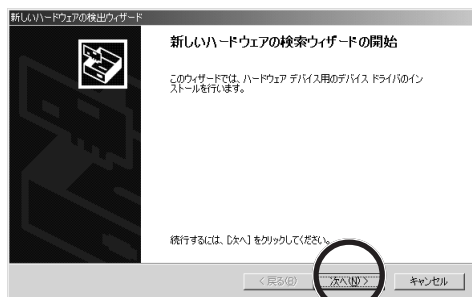 新しいハードウェアの検出ウィザード
新しいハードウェアの検索ウィザードの開始
このウィザードでは、ハードウェア デバイス用のデバイス ドライバのイン
ストールを行います。
続行するには、[次へ] をクリックしてください。
< 戻る(B)
次へ(N) >
キャンセル